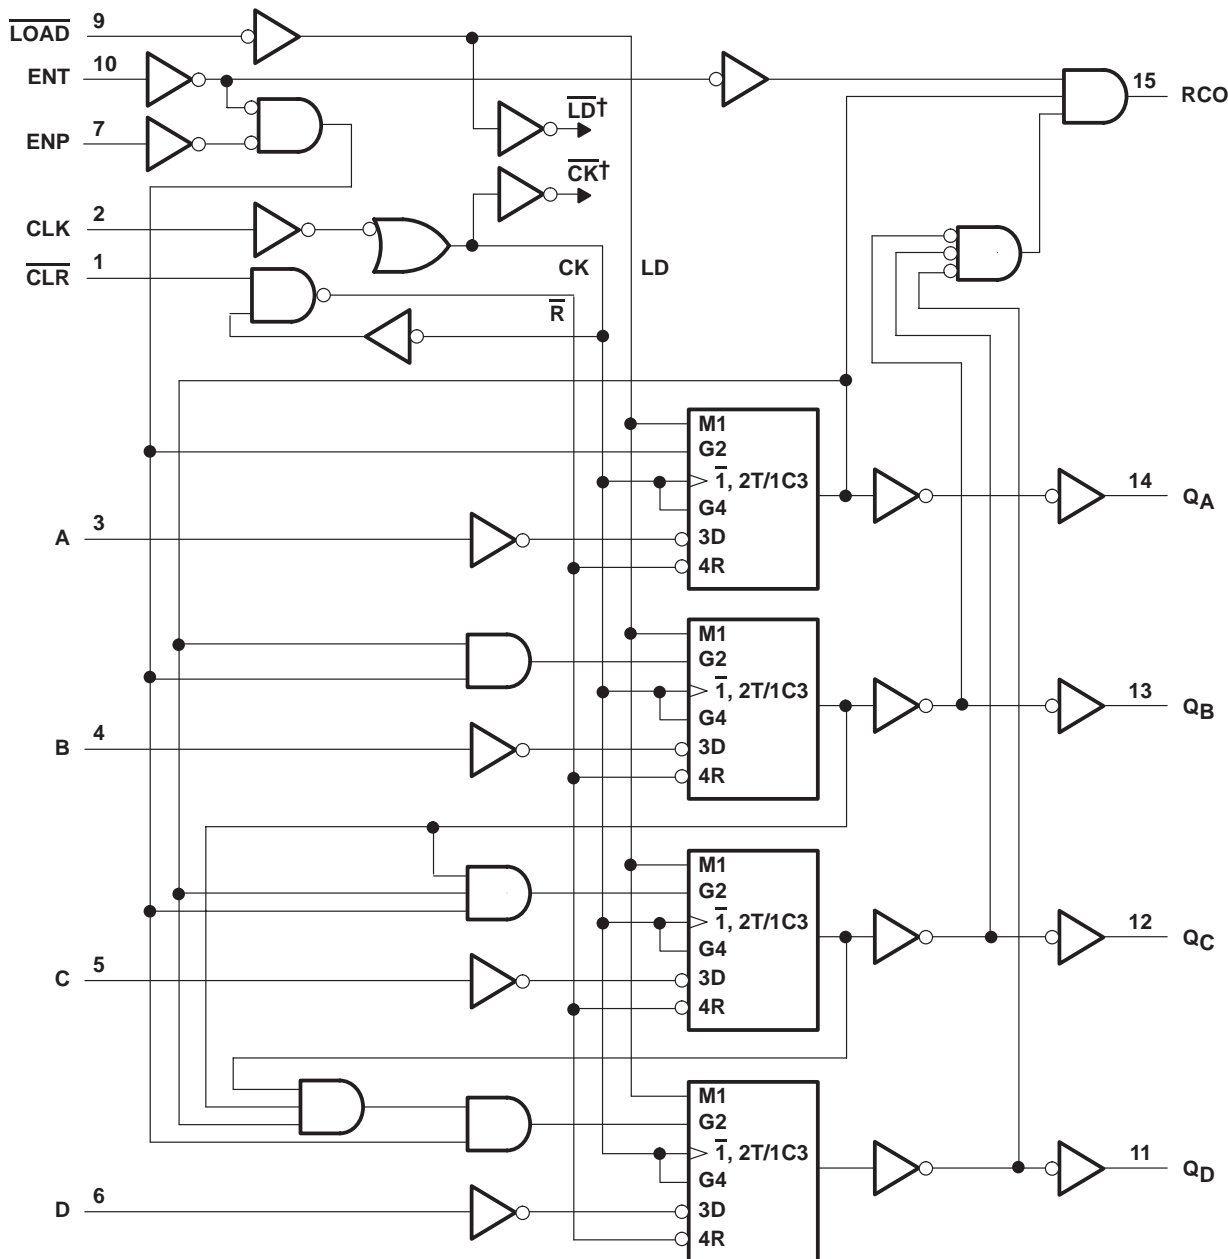 LOAD 9
ENT 10
15 RCO
LD†
ENP 7
CK†
CLK 2
CLR 1
CK LD
R
M1
G2
1, 2T/1C3
14 QA
G4
A 3
3D
4R
M1
G2
1, 2T/1C3
13 QB
G4
B 4
3D
4R
M1
G2
1, 2T/1C3
12 QC
G4
C 5
3D
4R
M1
G2
1, 2T/1C3
11 QD
G4
D 6
3D
4R